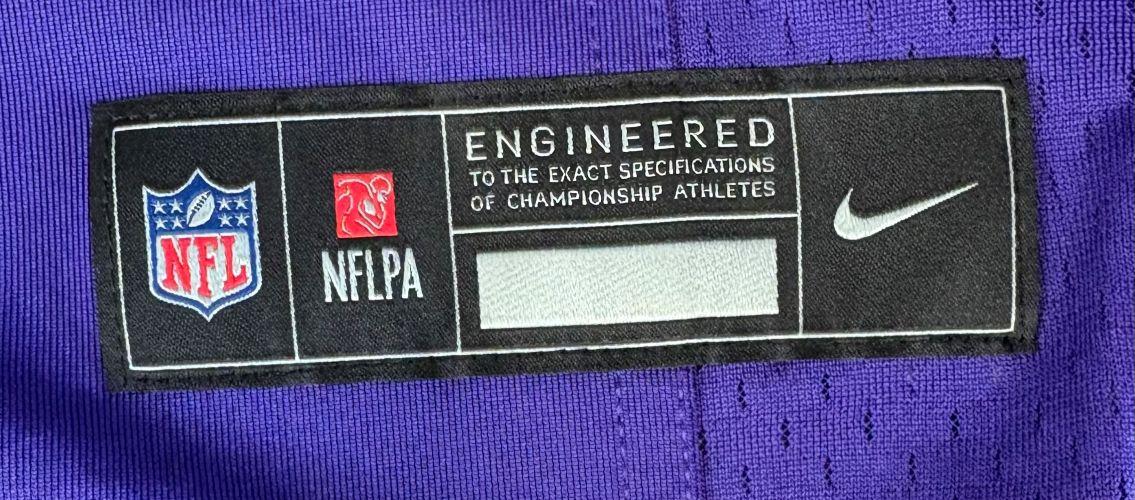 NFL
NFLPA
ENGINEERED
TO THE EXACT SPECIFICATIONS
OF CHAMPIONSHIP ATHLETES